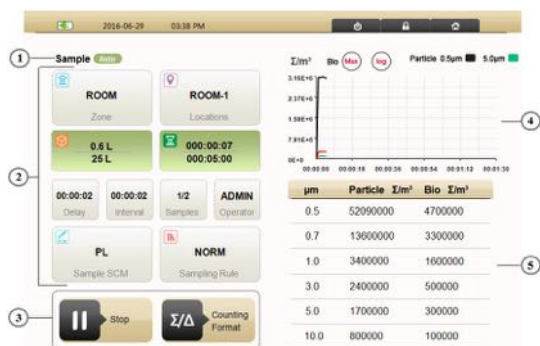 2016-06-29 03:38 PM
1 Sample Auto
2
ROOM
Zone
ROOM-1
Locations
0.6 L
25 L
000:00:07
000:05:00
00:00:02
Delay
00:00:02
Interval
1/2
Samples
ADMIN
Operator
PL
Sample SCM
NORM
Sampling Rule
3
Stop
Σ/Δ
Counting
Format
Σ/m³ Bio Max log Particle 0.5μm 5.0μm
3.16E+6
2.37E+6
1.58E+6
7.91E+5
0E+0
00:00:00 00:00:18 00:00:36 00:00:54 00:01:12 00:01:30
4
μm Particle Σ/m³ Bio Σ/m³
0.5 52090000 4700000
0.7 13600000 3300000
1.0 3400000 1600000
3.0 2400000 500000
5.0 1700000 300000
10.0 800000 100000
5